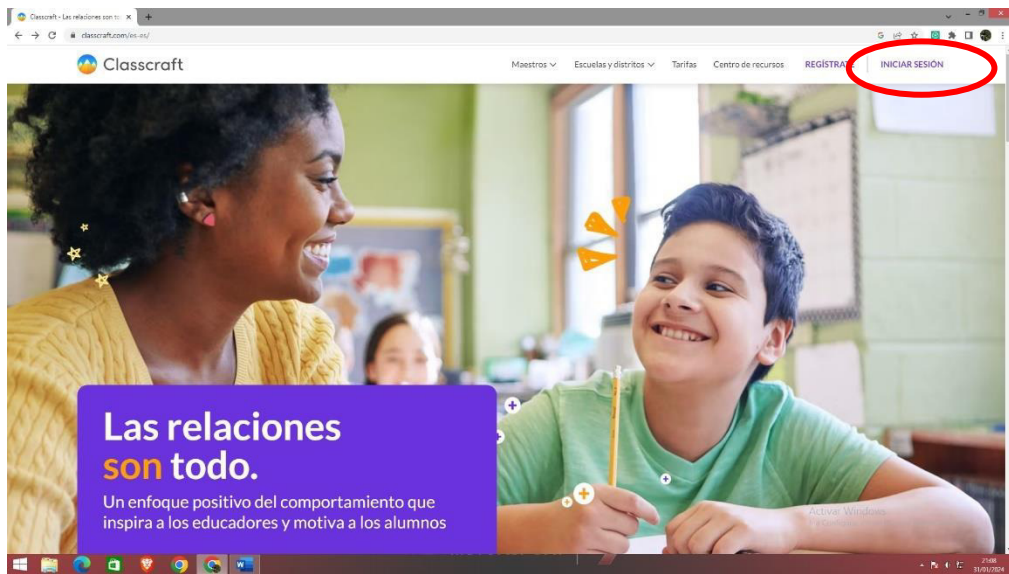 Classcraft - Las relaciones son to
classcraft.com/es-es/
Classcraft
Maestros
Escuelas y distritos
Tarifas
Centro de recursos
REGÍSTRATE
INICIAR SESIÓN
Las relaciones
son todo.
Un enfoque positivo del comportamiento que
inspira a los educadores y motiva a los alumnos
Activar Windows
21:08
31/01/2024